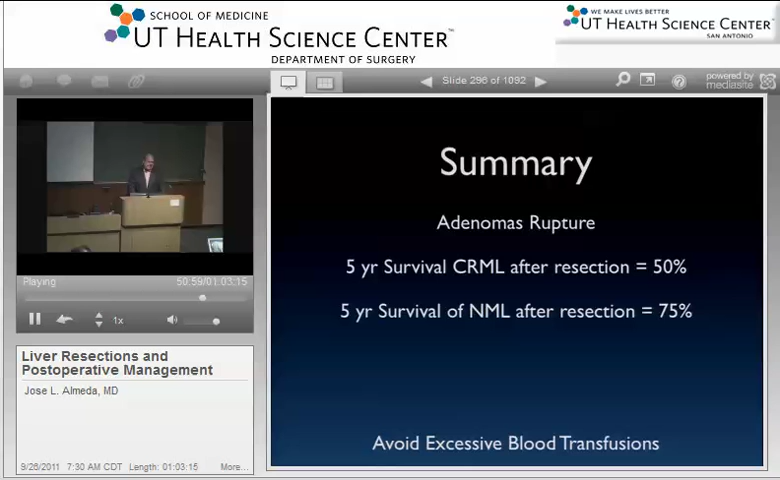 SCHOOL OF MEDICINE
UT HEALTH SCIENCE CENTER™
DEPARTMENT OF SURGERY
WE MAKE LIVES BETTER
UT HEALTH SCIENCE CENTER
SAN ANTONIO
Slide 296 of 1092
powered by
mediasite
Summary
Adenomas Rupture
5 yr Survival CRML after resection = 50%
5 yr Survival of NML after resection = 75%
Avoid Excessive Blood Transfusions
Playing
50:59/01:03:15
1x
Liver Resections and
Postoperative Management
Jose L. Almeda, MD
9/26/2011 7:30 AM CDT Length: 01:03:15 More...